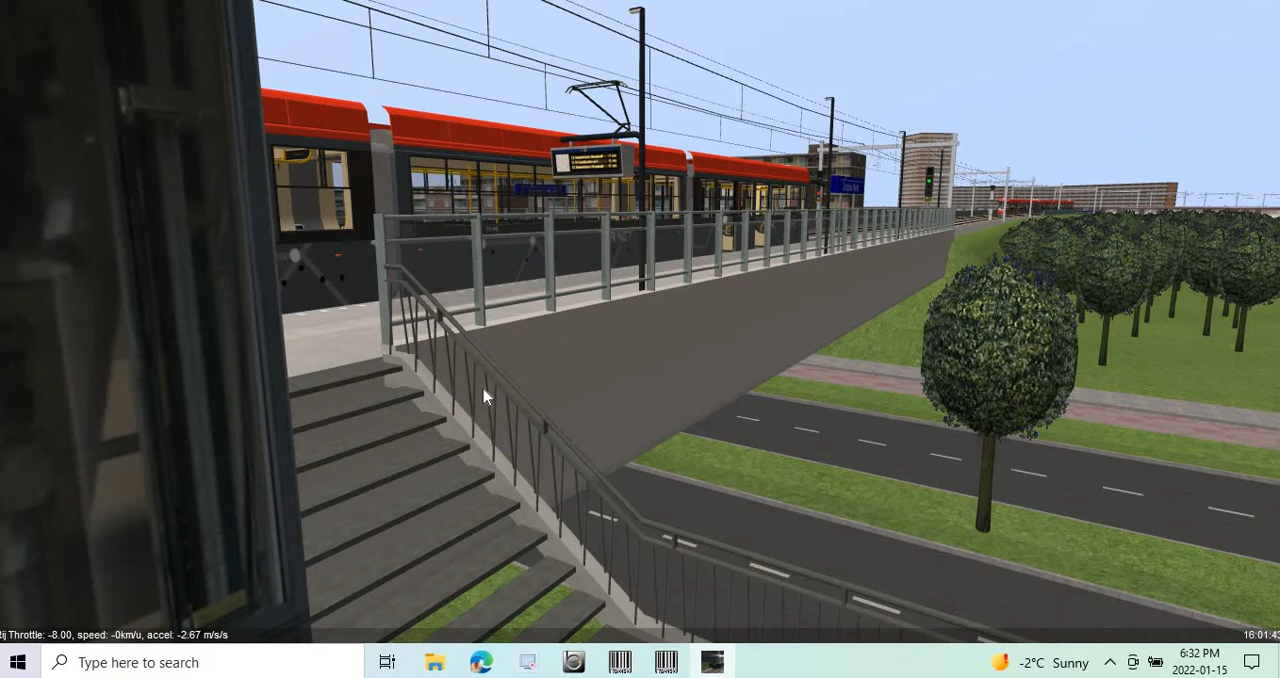 tij Throttle: -8.00, speed: -0km/u, accel: -2.67 m/s/s
16:01:43
Type here to search
-2°C Sunny
6:32 PM
2022-01-15